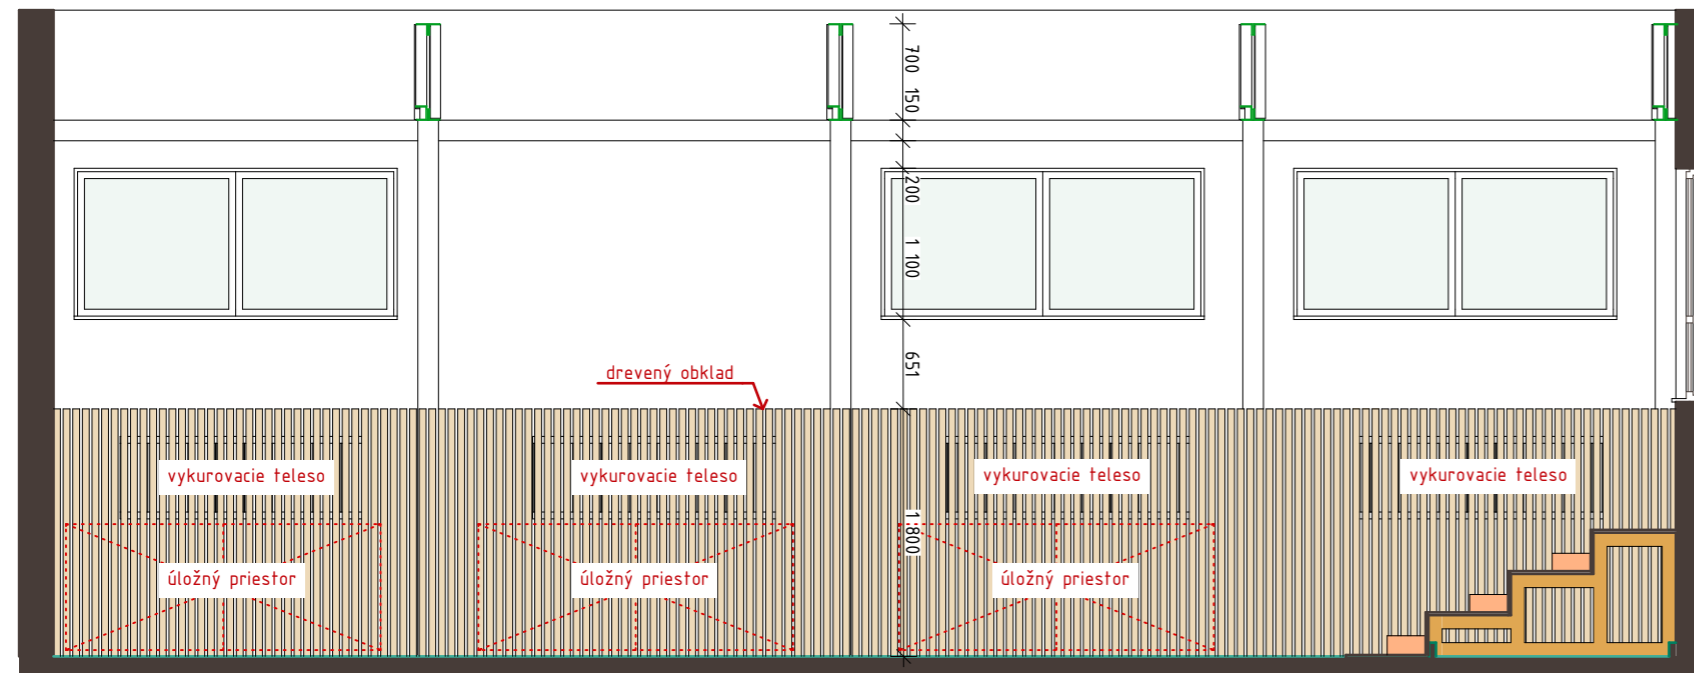 700
150
200
1 100
651
drevený obklad
vykurovacie teleso
vykurovacie teleso
vykurovacie teleso
vykurovacie teleso
1 800
úložný priestor
úložný priestor
úložný priestor